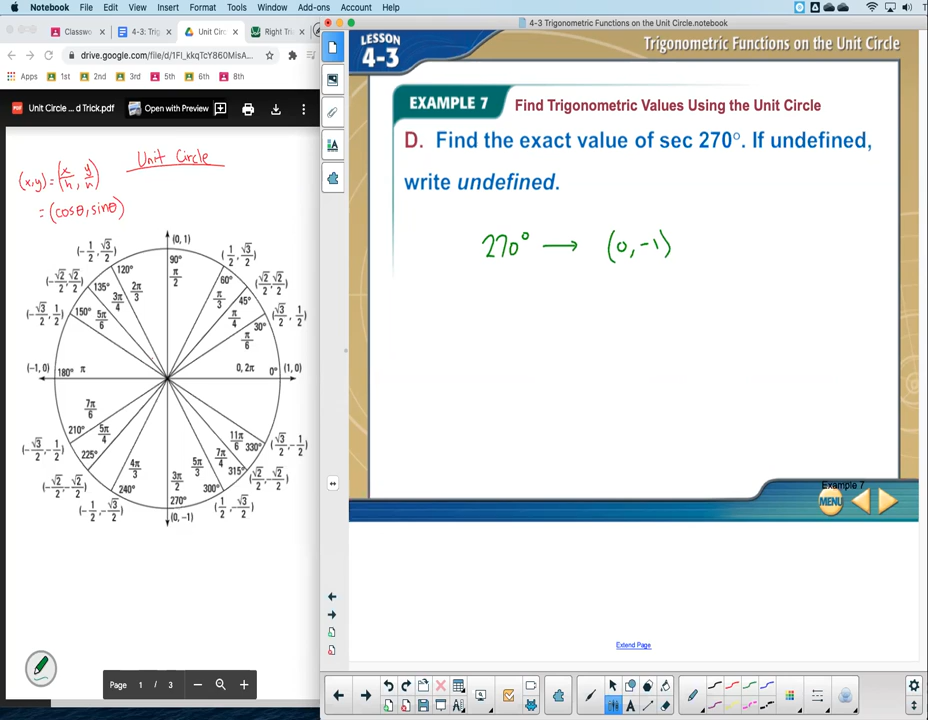 Notebook File Edit View Insert Format Tools Window Add-ons Account Help
Classwo
4-3: Trig
Unit Circ
Right Tri
drive.google.com/file/d/1Fl_kkqTcY860MisA...
Apps 1st 2nd 3rd 5th 6th 8th
PDF Unit Circle ... d Trick.pdf Open with Preview
Unit Circle
(x,y) = (x/h, y/h)
= (cosθ, sinθ)
(0, 1)
(-1/2, √3/2) 120° 2π/3 90° π/2 60° π/3 (1/2, √3/2)
(-√2/2, √2/2) 135° 3π/4 45° π/4 (√2/2, √2/2)
(-√3/2, 1/2) 150° 5π/6 30° π/6 (√3/2, 1/2)
(-1, 0) 180° π 0, 2π 0° (1, 0)
7π/6 210° (-√3/2, -1/2) 11π/6 330° (√3/2, -1/2)
5π/4 225° (-√2/2, -√2/2) 7π/4 315° (√2/2, -√2/2)
4π/3 240° (-1/2, -√3/2) 3π/2 270° 5π/3 300° (1/2, -√3/2)
(0, -1)
Page 1 / 3
4-3 Trigonometric Functions on the Unit Circle.notebook
LESSON
4-3
Trigonometric Functions on the Unit Circle
EXAMPLE 7 Find Trigonometric Values Using the Unit Circle
D. Find the exact value of sec 270°. If undefined,
write undefined.
270° → (0, -1)
Example 7
MENU
Extend Page